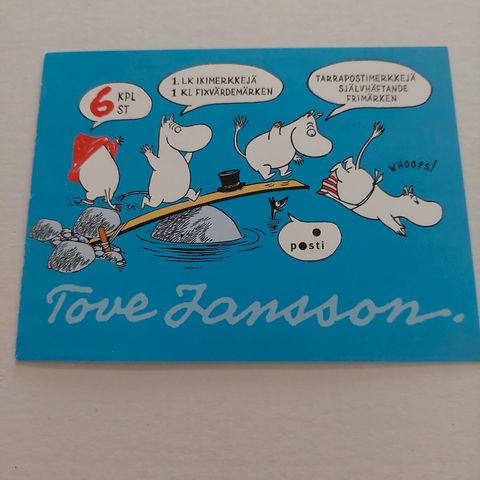 6 KPL
ST
1. LK IKIMERKKEJÄ
1 KL FIXVÄRDEMÄRKEN
TARRAPOSTIMERKKEJÄ
SJÄLVHÄFTANDE
FRIMÄRKEN
WHOOPS!
posti
Tove Jansson.